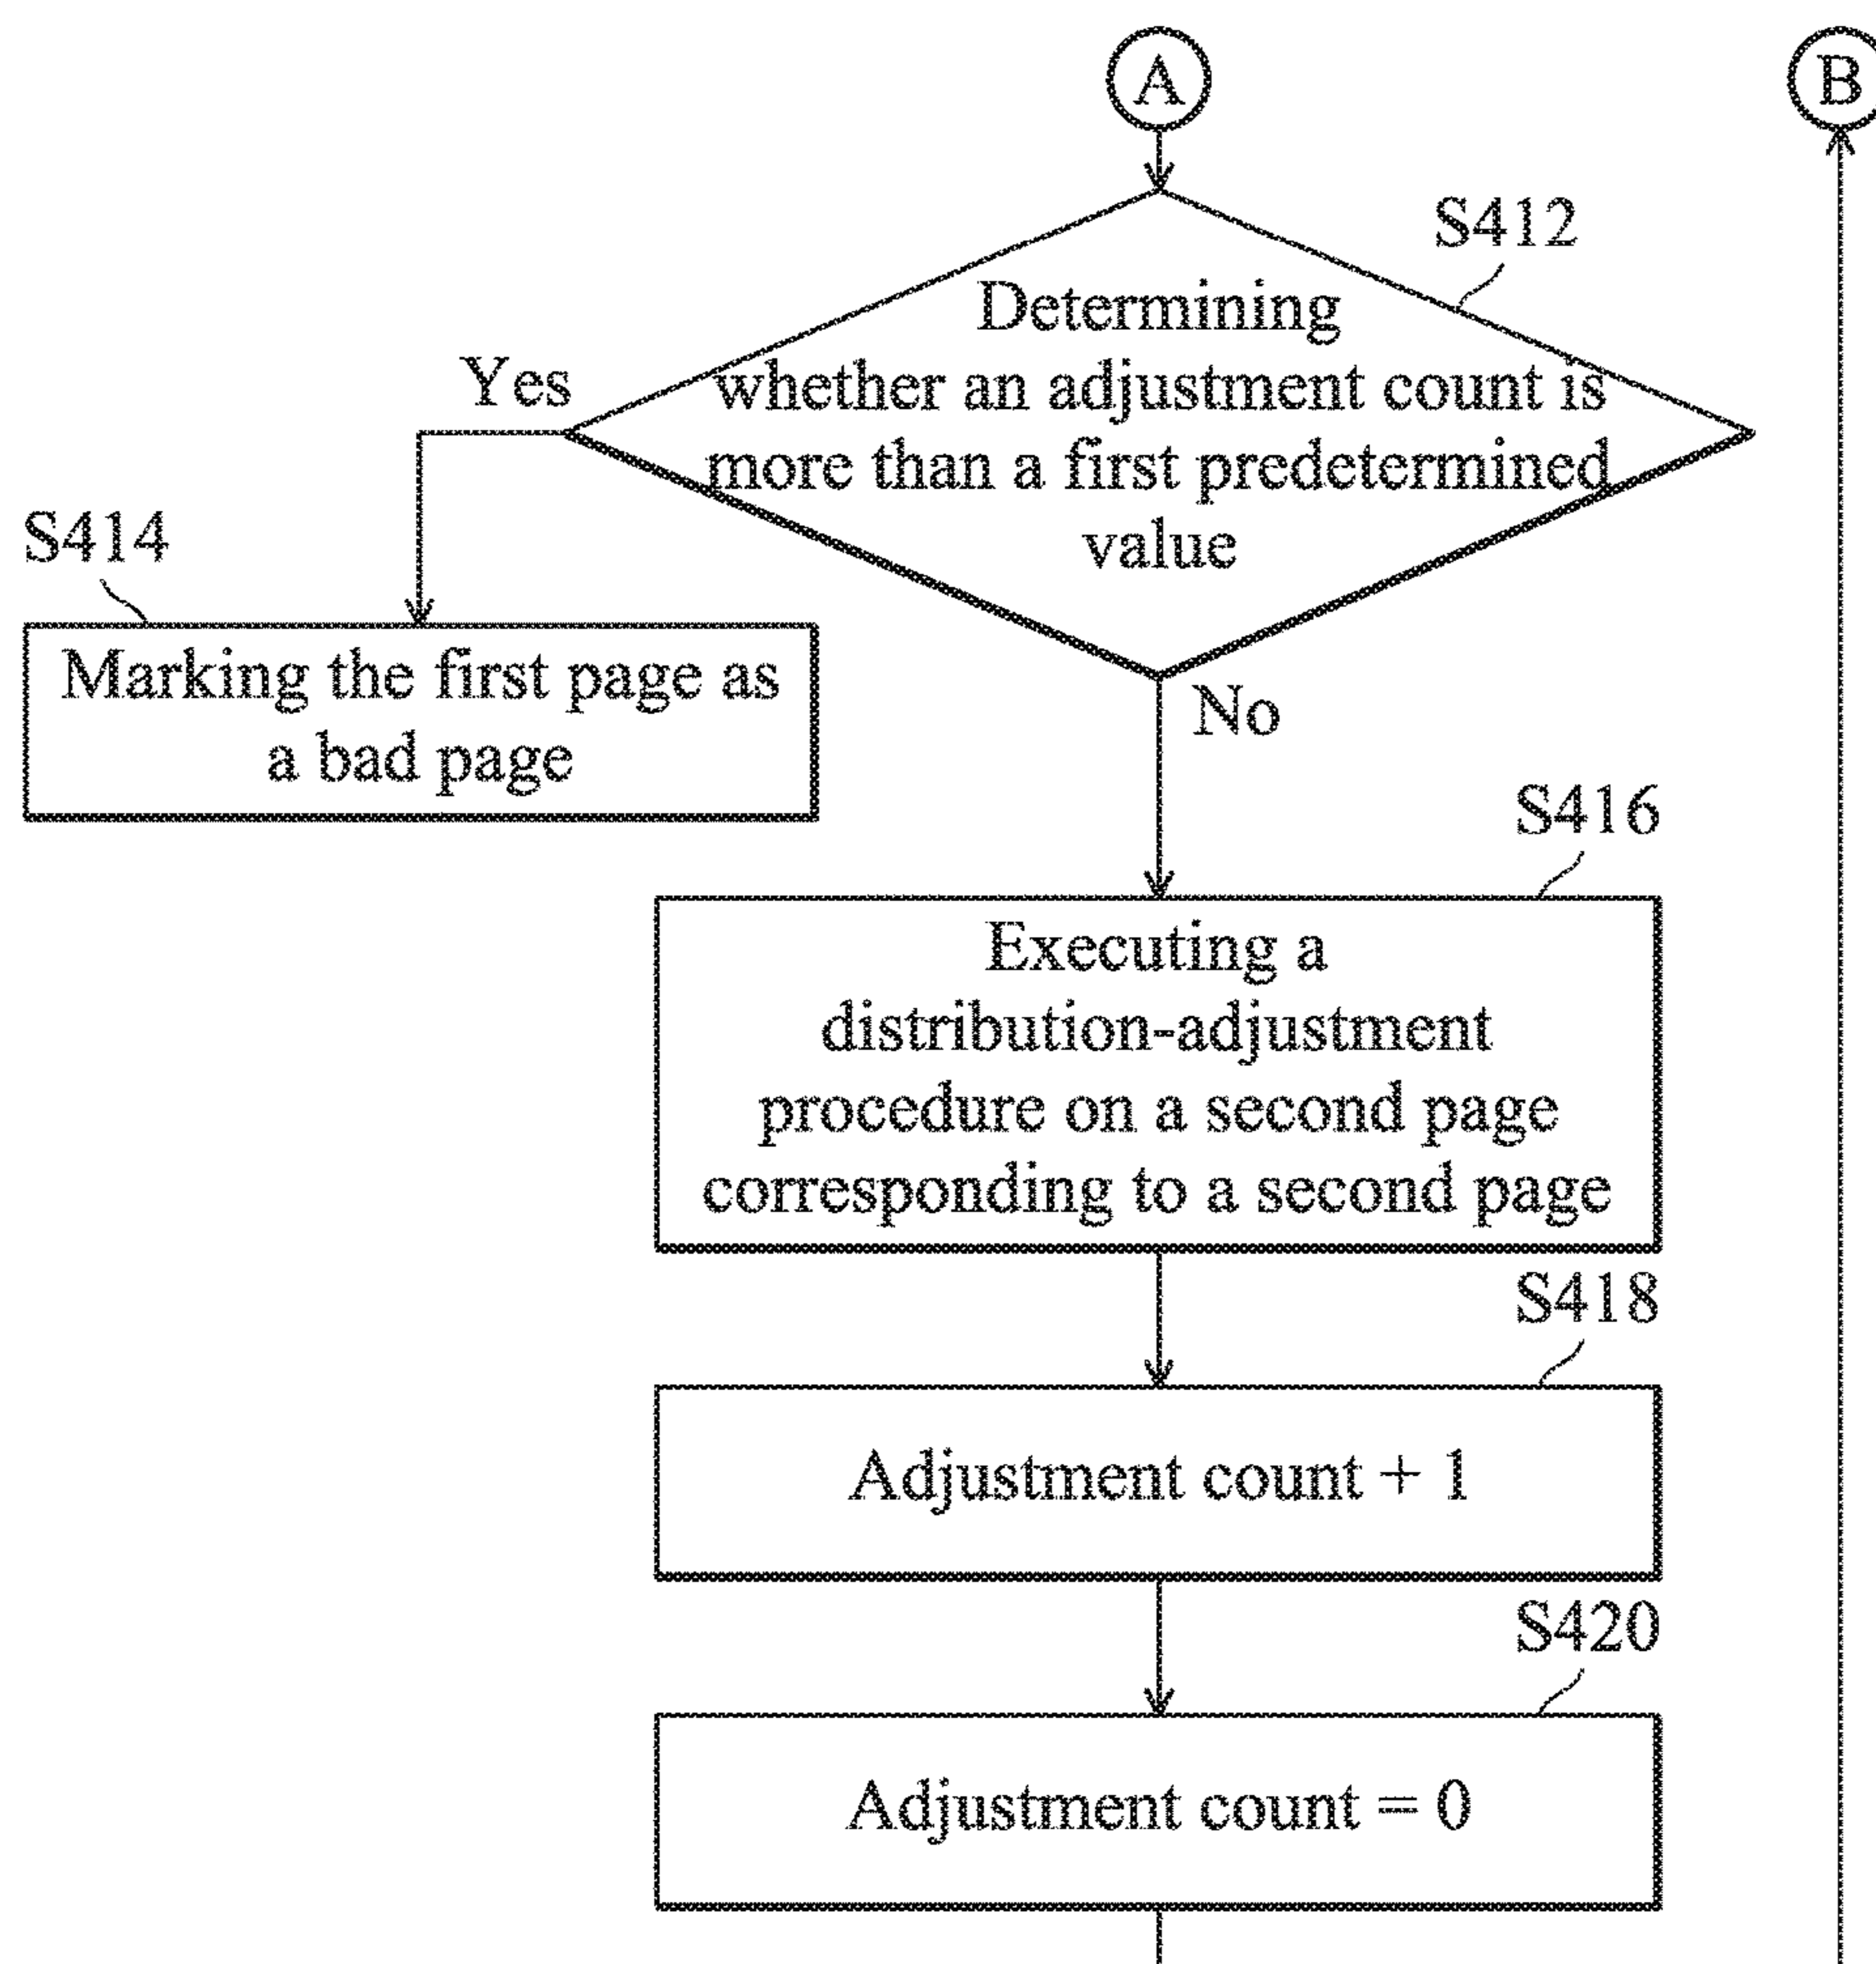 A
B
S412
Determining
whether an adjustment count is
more than a first predetermined
value
Yes
No
S414
Marking the first page as
a bad page
S416
Executing a
distribution-adjustment
procedure on a second page
corresponding to a second page
S418
Adjustment count + 1
S420
Adjustment count = 0